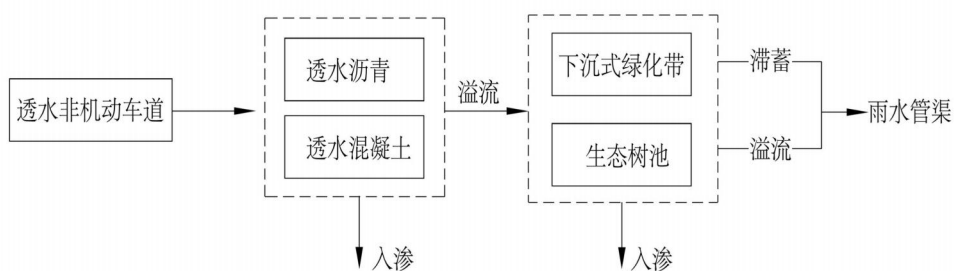 透水非机动车道
透水沥青
透水混凝土
溢流
入渗
下沉式绿化带
生态树池
入渗
滞蓄
溢流
雨水管渠